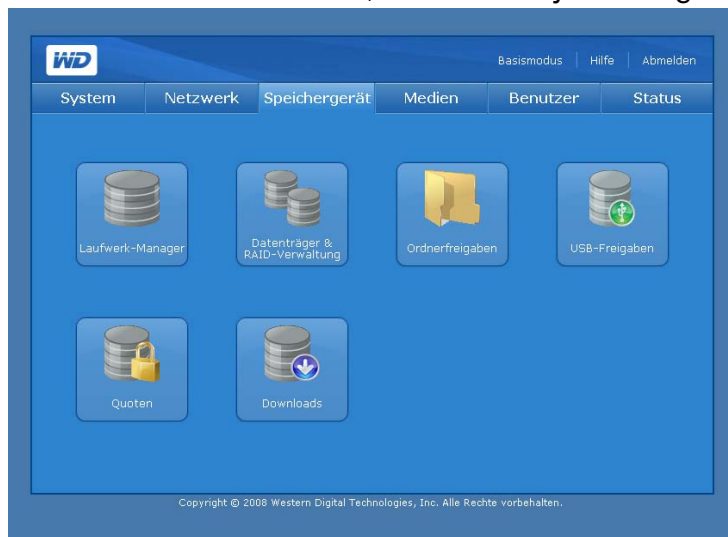 WD
Basismodus | Hilfe | Abmelden
System Netzwerk Speichergerät Medien Benutzer Status
Laufwerk-Manager
Datenträger &
RAID-Verwaltung
Ordnerfreigaben
USB-Freigaben
Quoten
Downloads
Copyright © 2008 Western Digital Technologies, Inc. Alle Rechte vorbehalten.